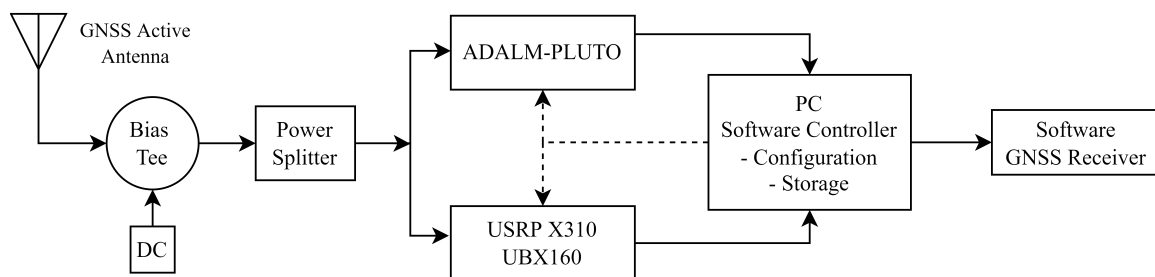 GNSS Active
Antenna
Bias
Tee
DC
Power
Splitter
ADALM-PLUTO
USRP X310
UBX160
PC
Software Controller
- Configuration
- Storage
Software
GNSS Receiver